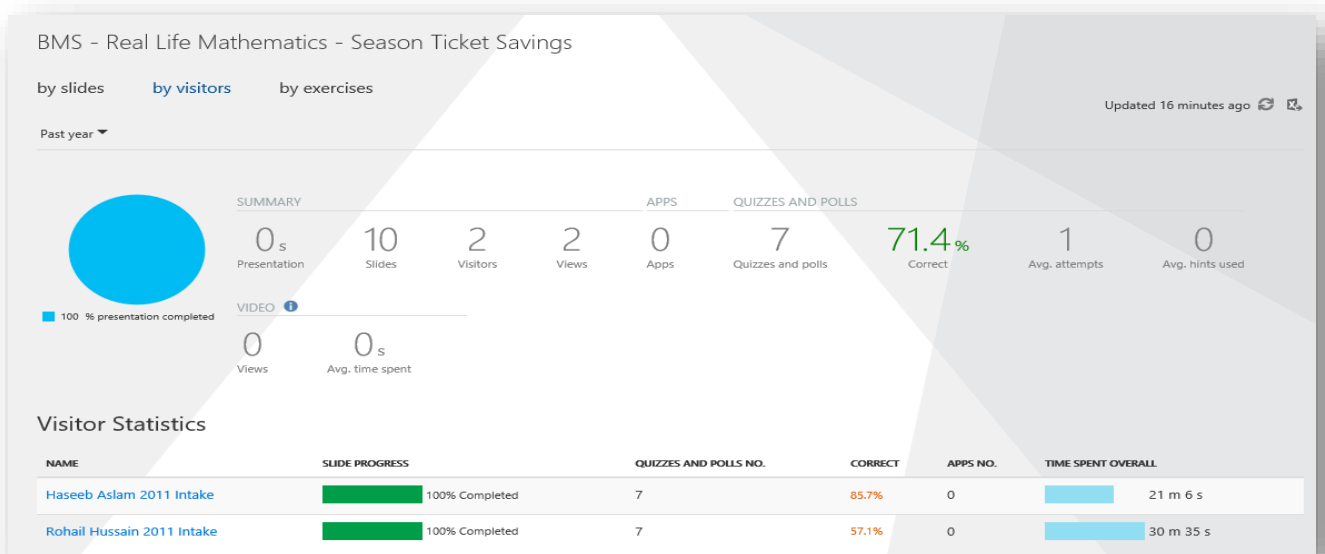 BMS - Real Life Mathematics - Season Ticket Savings
by slides by visitors by exercises
Updated 16 minutes ago
Past year
SUMMARY APPS QUIZZES AND POLLS
0 s 10 2 2 0 7 71.4 % 1 0
Presentation Slides Visitors Views Apps Quizzes and polls Correct Avg. attempts Avg. hints used
100 % presentation completed
VIDEO
0 0 s
Views Avg. time spent
Visitor Statistics
NAME SLIDE PROGRESS QUIZZES AND POLLS NO. CORRECT APPS NO. TIME SPENT OVERALL
Haseeb Aslam 2011 Intake 100% Completed 7 85.7% 0 21 m 6 s
Rohail Hussain 2011 Intake 100% Completed 7 57.1% 0 30 m 35 s